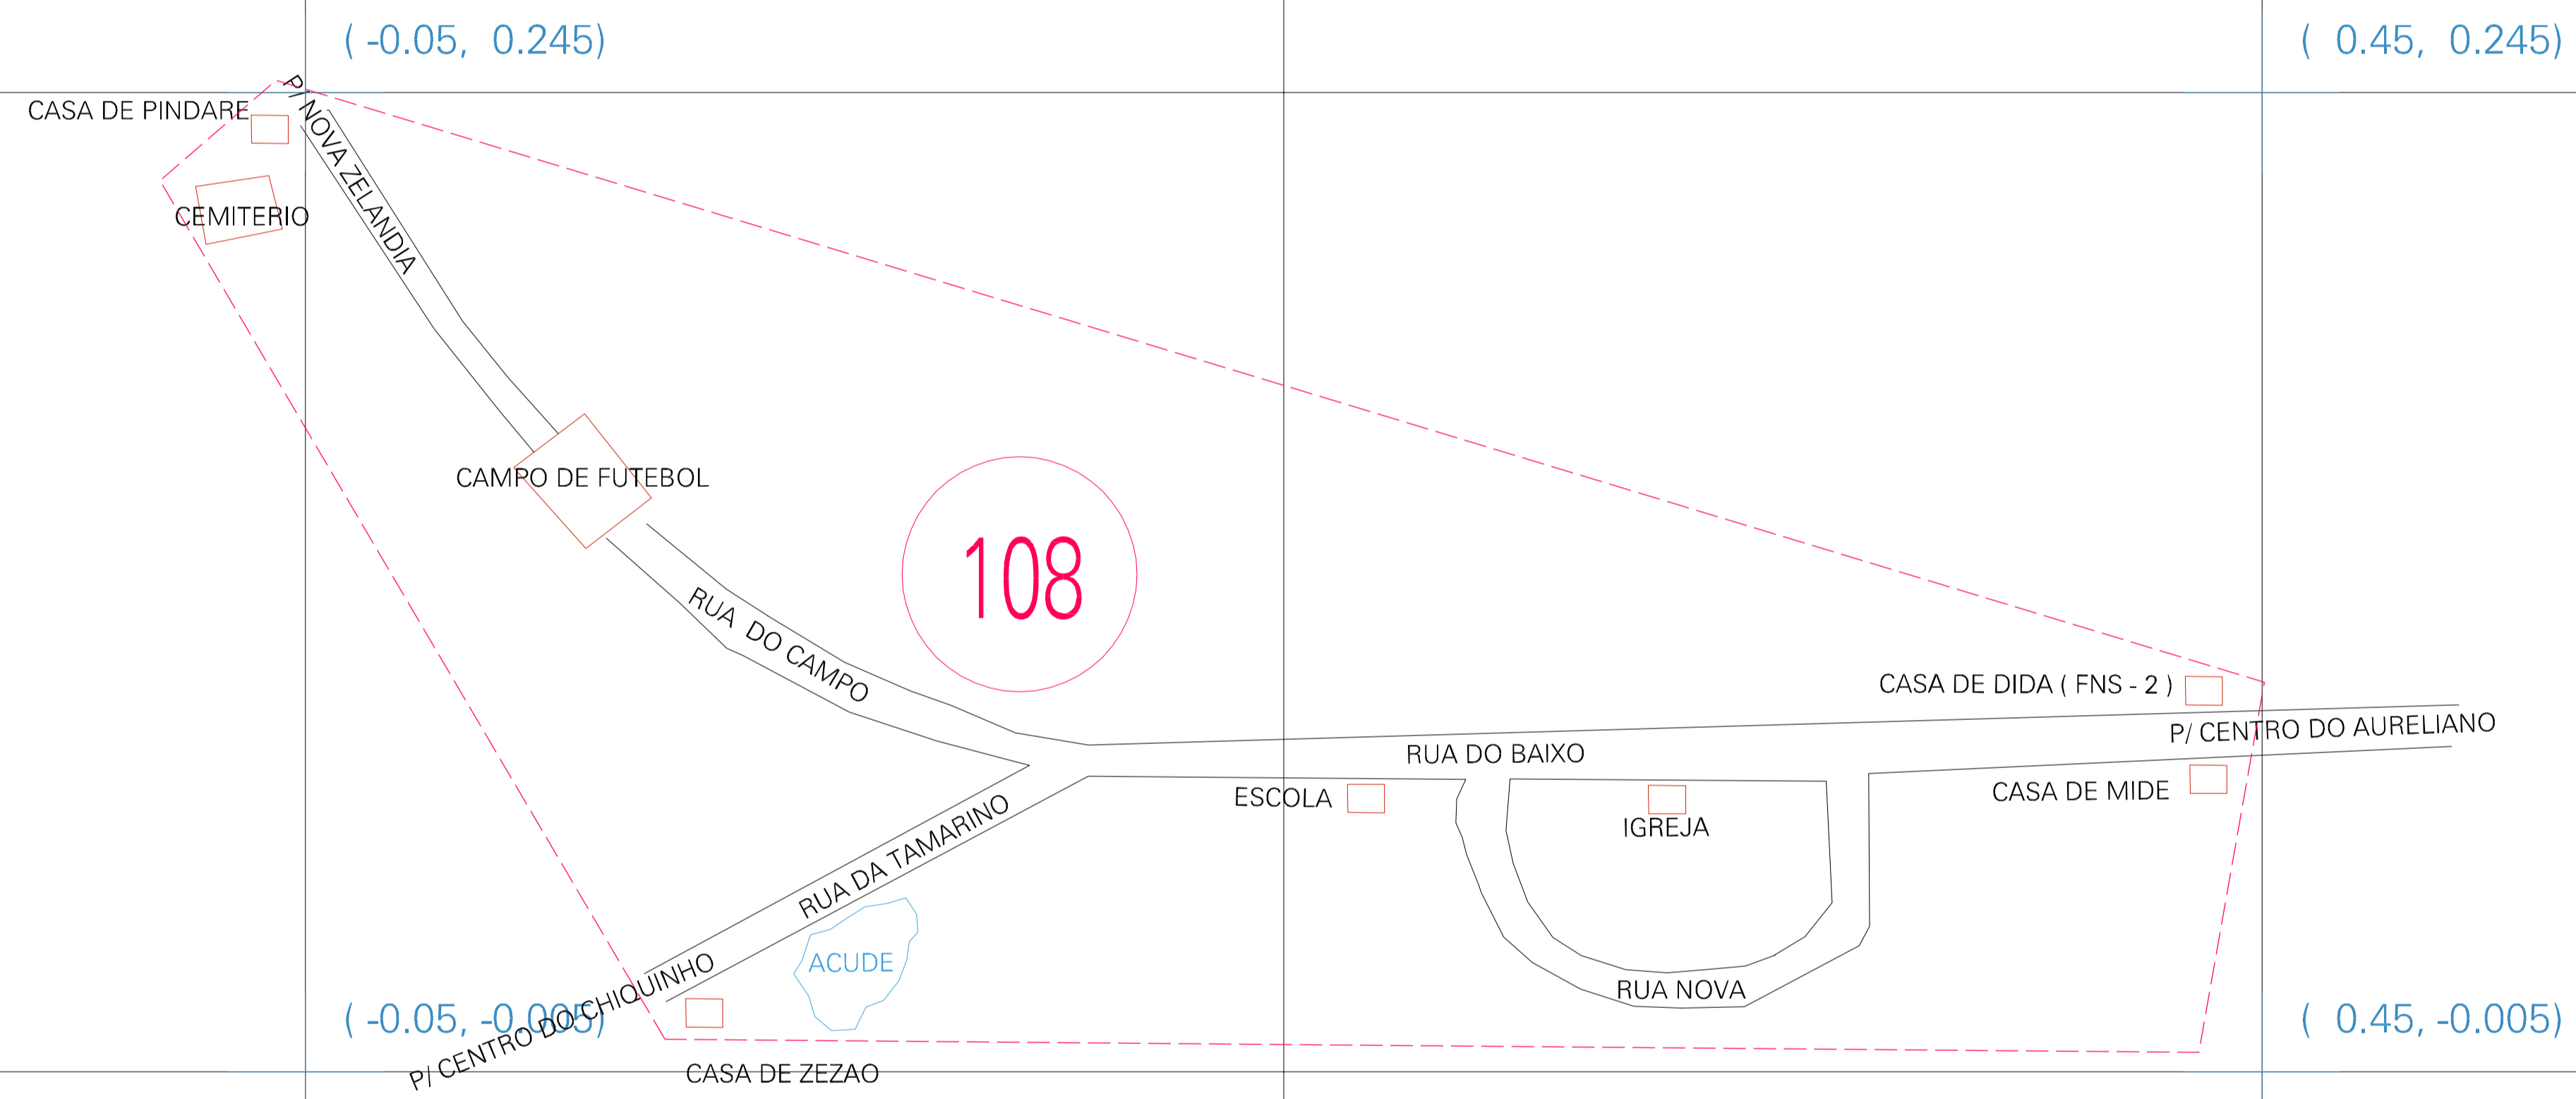 ( -0.05,  0.245)
(  0.45,  0.245)
CASA DE PINDARE
P/ NOVA ZELANDIA
CEMITERIO
CAMPO DE FUTEBOL
108
RUA  DO CAMPO
CASA DE DIDA ( FNS - 2 )
P/ CENTRO DO AURELIANO
RUA DO BAIXO
ESCOLA
CASA DE MIDE
IGREJA
RUA DA TAMARINO
ACUDE
RUA NOVA
P/ CENTRO DO CHIQUINHO
( -0.05, -0.005)
(  0.45, -0.005)
CASA DE ZEZAO